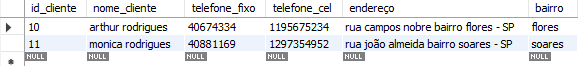 id_cliente nome_cliente telefone_fixo telefone_cel endereço bairro
10 arthur rodrigues 40674334 1195675234 rua campos nobre bairro flores - SP flores
11 monica rodrigues 40881169 1297354952 rua joão almeida bairro soares - SP soares
NULL NULL NULL NULL NULL NULL